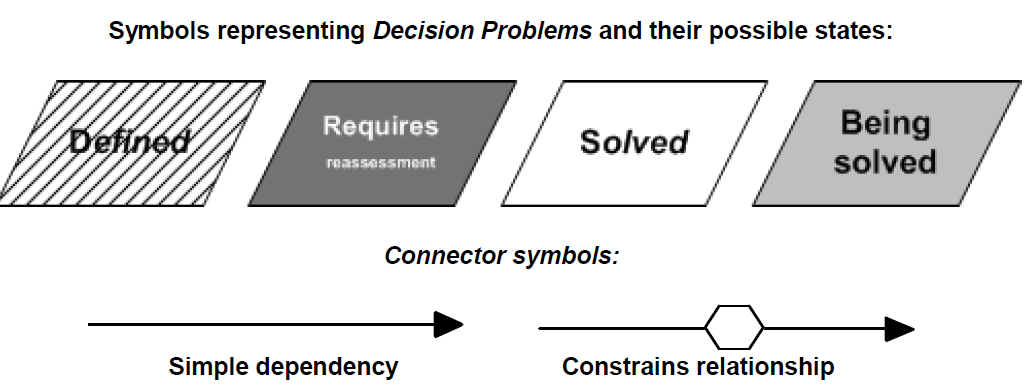 Symbols representing Decision Problems and their possible states:
Defined
Requires
reassessment
Solved
Being
solved
Connector symbols:
Simple dependency
Constrains relationship